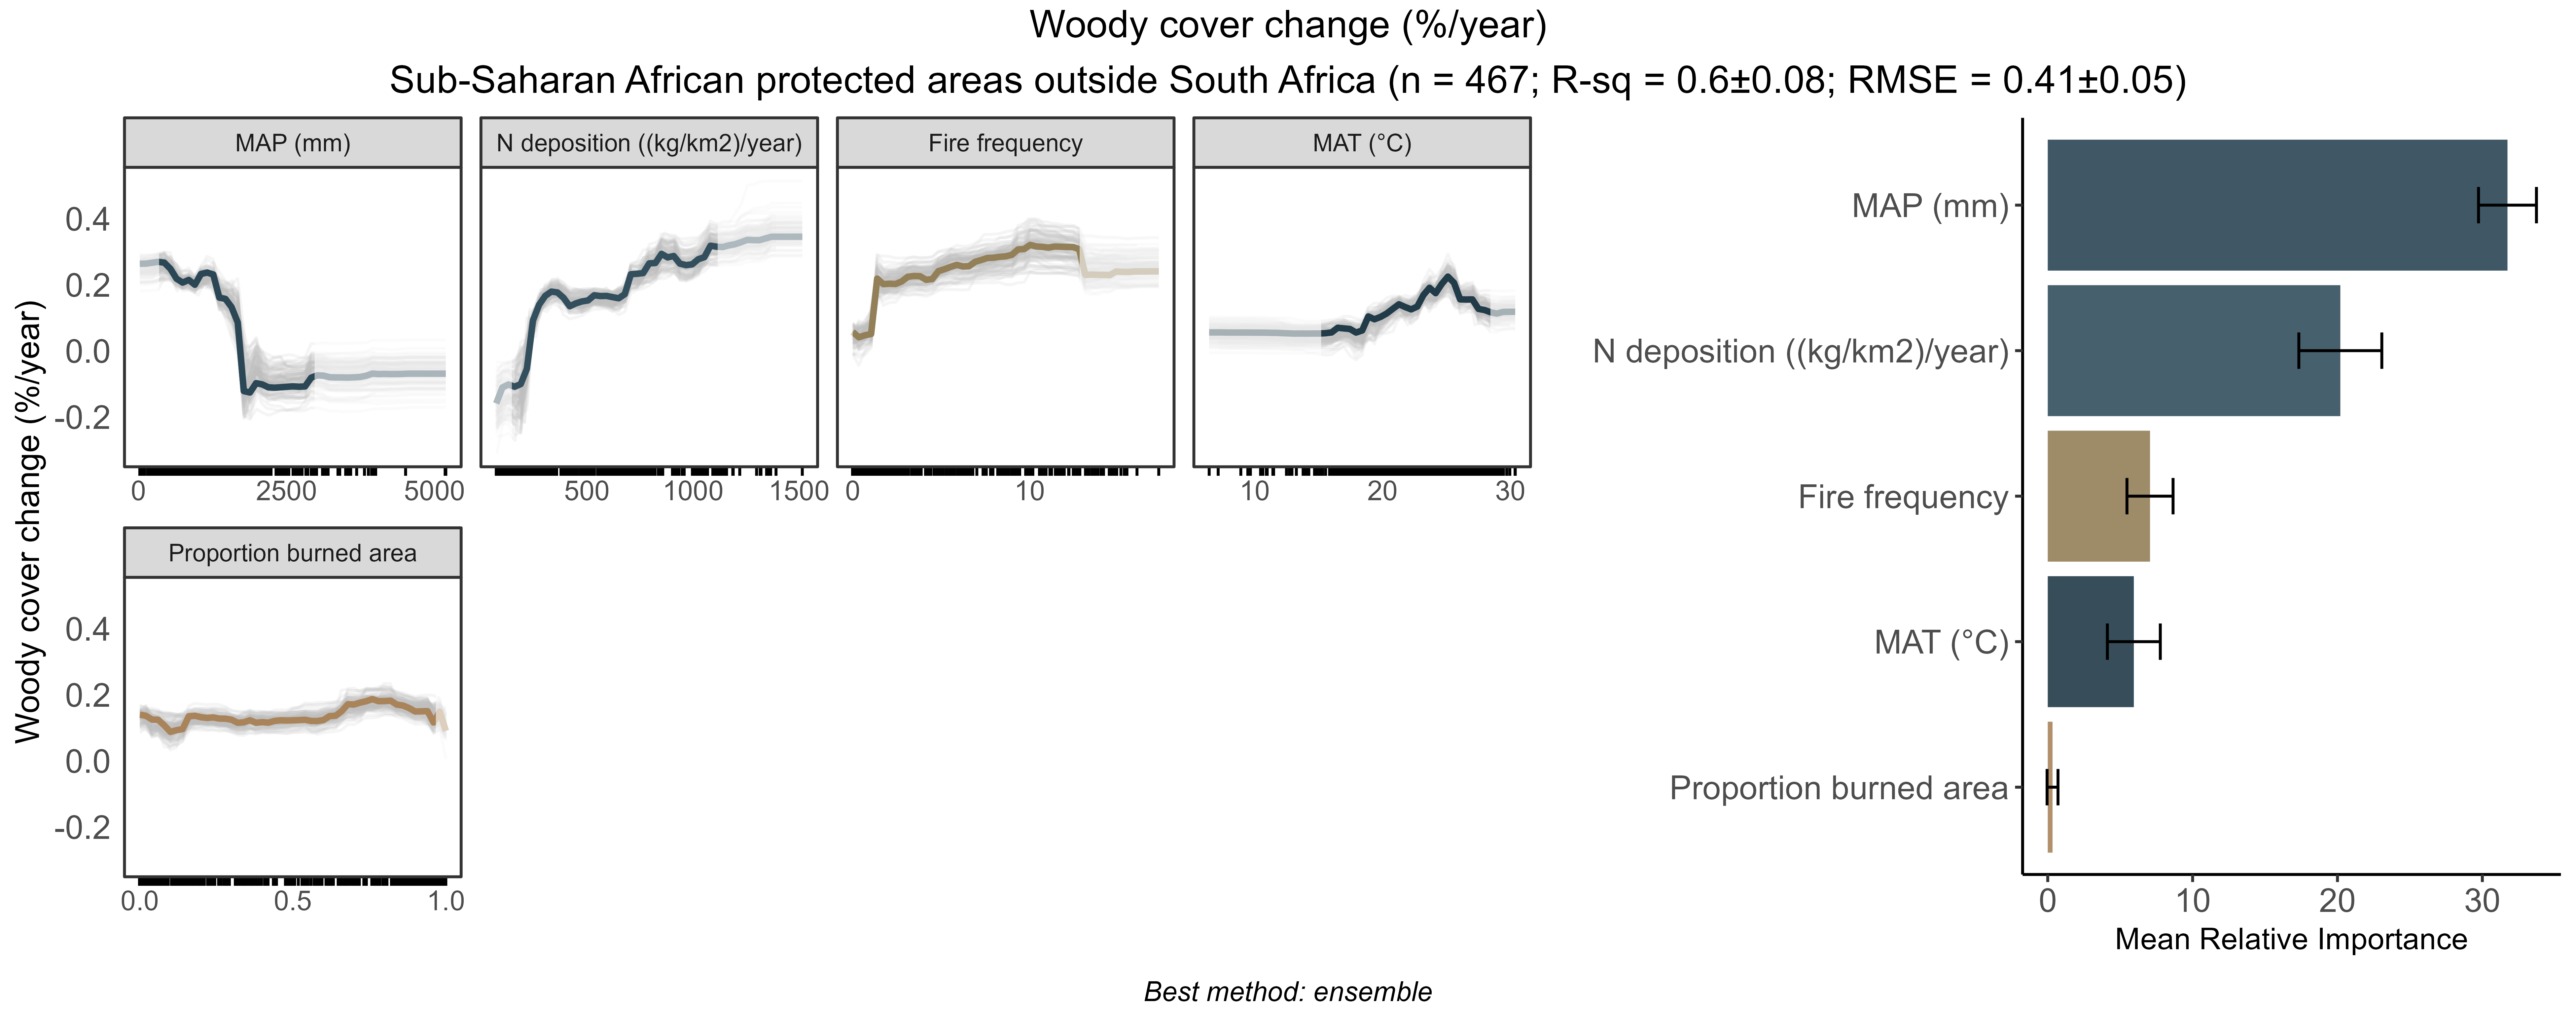 Woody cover change (%/year)
Sub-Saharan African protected areas outside South Africa (n = 467; R-sq = 0.6±0.08; RMSE = 0.41±0.05)
MAP (mm)
N deposition ((kg/km2)/year)
Fire frequency
MAT (°C)
Woody cover change (%/year)
0.4
0.2
0.0
-0.2
0 2500 5000
500 1000 1500
0 10
10 20 30
Proportion burned area
0.4
0.2
0.0
-0.2
0.0 0.5 1.0
MAP (mm)
N deposition ((kg/km2)/year)
Fire frequency
MAT (°C)
Proportion burned area
0 10 20 30
Mean Relative Importance
Best method: ensemble